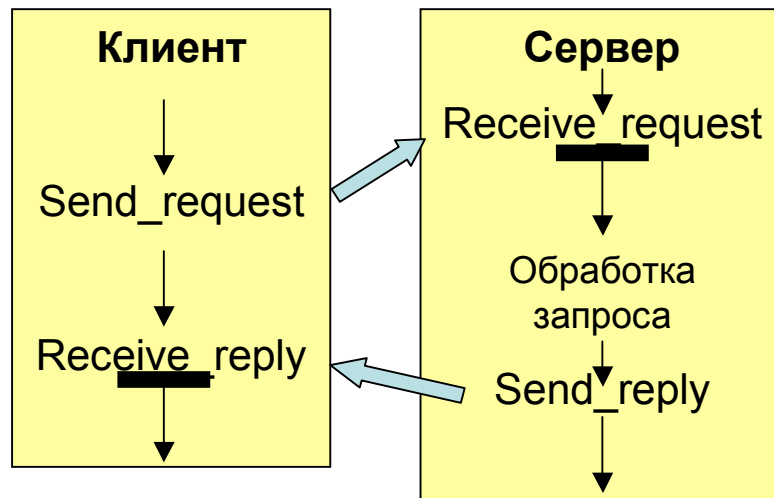 Клиент
Send_request
Receive_reply
Сервер
Receive_request
Обработка
запроса
Send_reply